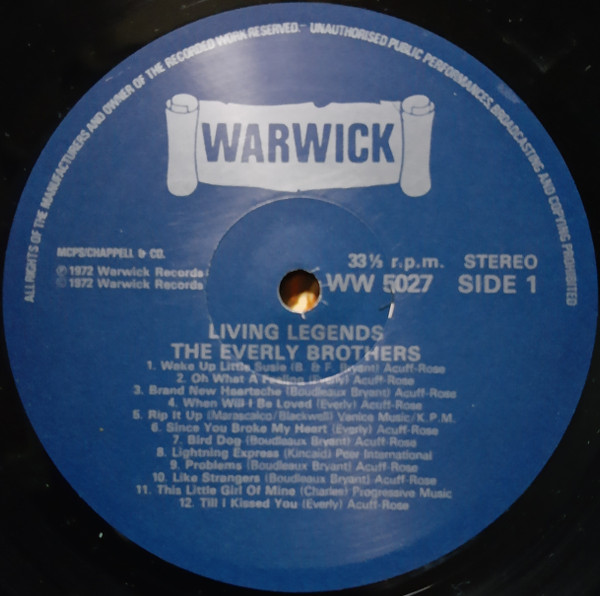 ALL RIGHTS OF THE MANUFACTURERS AND OWNER OF THE RECORDED WORK RESERVED.- UNAUTHORISED PUBLIC PERFORMANCES, BROADCASTING AND COPYING PROHIBITED
WARWICK
MCPS/CHAPPELL & CO.
Ⓟ 1972 Warwick Records
© 1972 Warwick Records
33⅓ r.p.m. STEREO
WW 5027 SIDE 1
LIVING LEGENDS
THE EVERLY BROTHERS
1. Wake Up Little Susie (B. & F. Bryant) Acuff-Rose
2. Oh What A Feeling (Everly) Acuff-Rose
3. Brand New Heartache (Boudleaux Bryant) Acuff-Rose
4. When Will I Be Loved (Everly) Acuff-Rose
5. Rip It Up (Marascalco/Blackwell) Venice Music/K.P.M.
6. Since You Broke My Heart (Everly) Acuff-Rose
7. Bird Dog (Boudleaux Bryant) Acuff-Rose
8. Lightning Express (Kincaid) Peer International
9. Problems (Boudleaux Bryant) Acuff-Rose
10. Like Strangers (Boudleaux Bryant) Acuff-Rose
11. This Little Girl Of Mine (Charles) Progressive Music
12. Till I Kissed You (Everly) Acuff-Rose